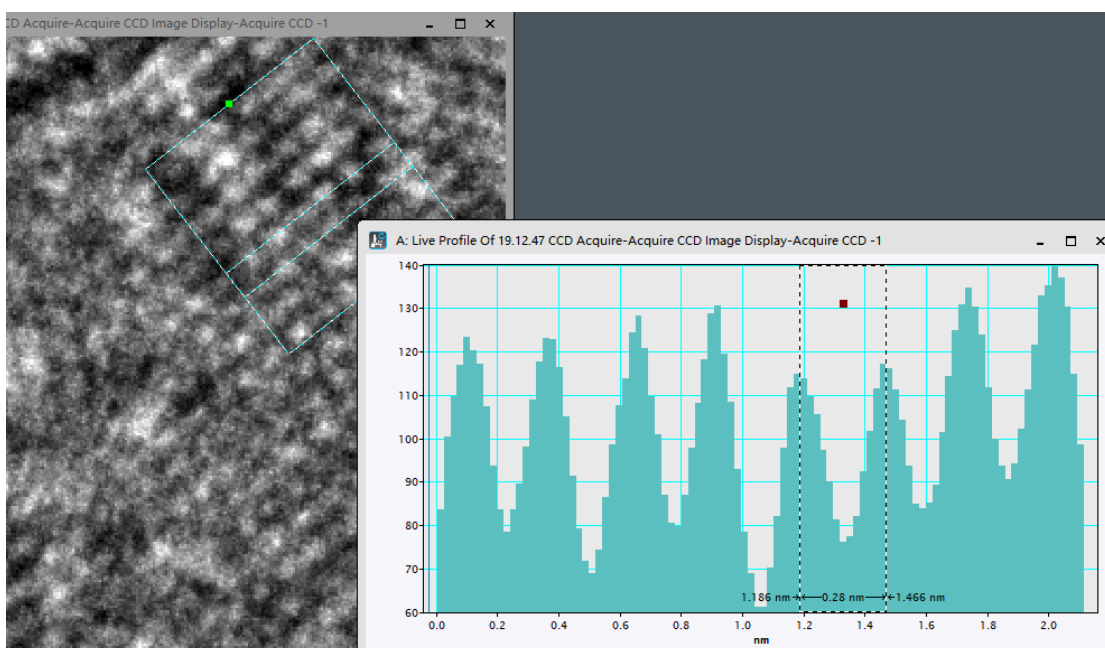 CD Acquire-Acquire CCD Image Display-Acquire CCD -1
A: Live Profile Of 19.12.47 CCD Acquire-Acquire CCD Image Display-Acquire CCD -1
140
130
120
110
100
90
80
70
60
1.186 nm 0.28 nm 1.466 nm
0.0 0.2 0.4 0.6 0.8 1.0 1.2 1.4 1.6 1.8 2.0
nm